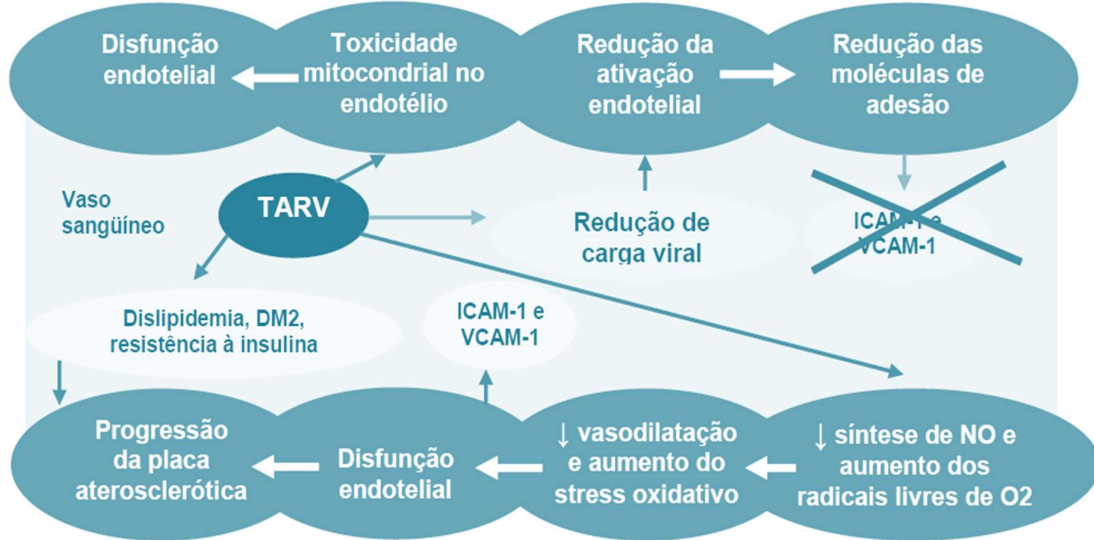 Disfunção
endotelial
Toxicidade
mitocondrial no
endotélio
Redução da
ativação
endotelial
Redução das
moléculas de
adesão
Vaso
sangüíneo
TARV
Redução de
carga viral
ICAM-1 e
VCAM-1
Dislipidemia, DM2,
resistência à insulina
ICAM-1 e
VCAM-1
Progressão
da placa
aterosclerótica
Disfunção
endotelial
↓ vasodilatação
e aumento do
stress oxidativo
↓ síntese de NO e
aumento dos
radicais livres de O2